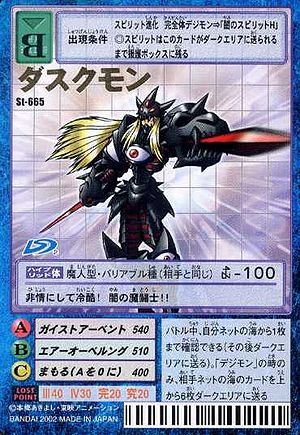 スピリット進化 完全体デジモン⇒「闇のスピリットH」
出現条件
◎スピリットはこのカードがダークエリアに送られるまで救援ボックスに残る
B
ダスクモン
St-665
ハイブリッド体
魔人型・バリアブル種(相手と同じ)
-100
非情にして冷酷! 闇の魔闘士!!
A ガイストアーベント 540
B エアーオーベルング 510
C まもる(Aを0に) 400
バトル中、自分ネットの海から1枚まで確認できる(その後ダークエリアに送る)。「デジモン」の時のみ、相手ネットの海のカードを上から6枚ダークエリアに送る。
LOST POINT
Ⅲ40 Ⅳ30 完20 究20
©本郷あきよし・東映アニメーション
BANDAI 2002 MADE IN JAPAN